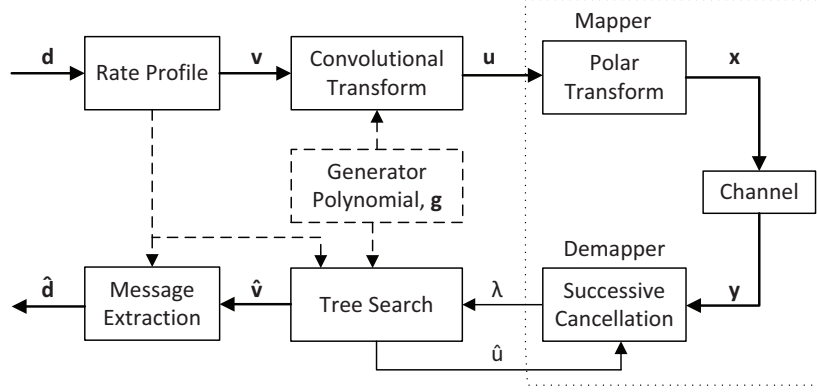 Mapper
d
Rate Profile
v
Convolutional
Transform
u
Polar
Transform
x
Generator
Polynomial, g
Channel
Demapper
d̂
Message
Extraction
v̂
Tree Search
λ
Successive
Cancellation
y
û